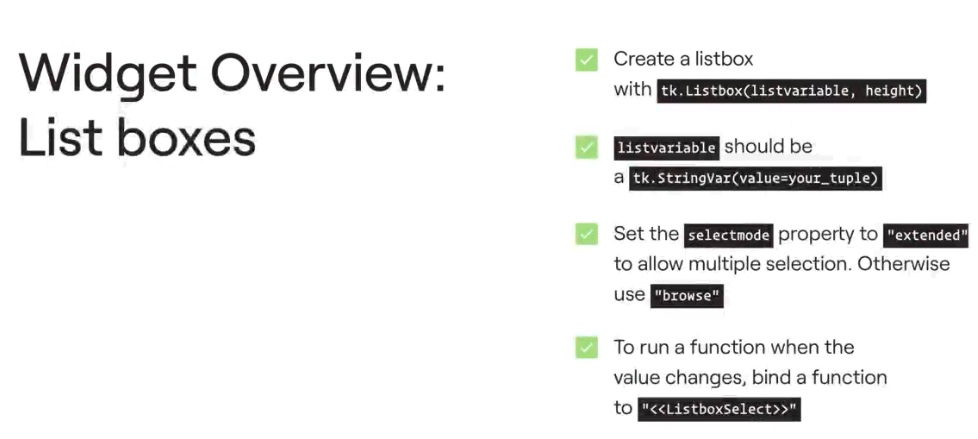 Widget Overview:
List boxes
Create a listbox
with tk.Listbox(listvariable, height)
listvariable should be
a tk.StringVar(value=your_tuple)
Set the selectmode property to "extended"
to allow multiple selection. Otherwise
use "browse"
To run a function when the
value changes, bind a function
to "<<ListboxSelect>>"